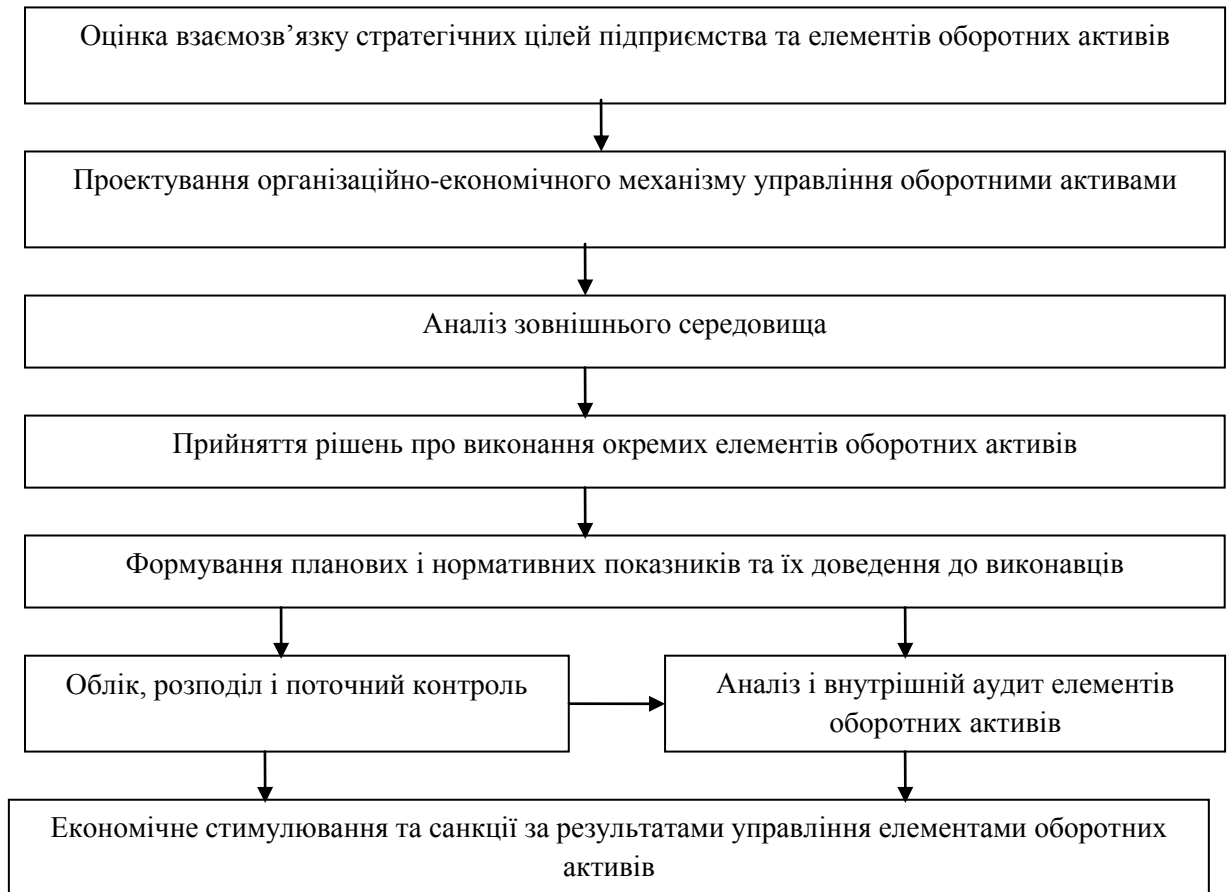 Оцінка взаємозв’язку стратегічних цілей підприємства та елементів оборотних активів
Проектування організаційно-економічного механізму управління оборотними активами
Аналіз зовнішнього середовища
Прийняття рішень про виконання окремих елементів оборотних активів
Формування планових і нормативних показників та їх доведення до виконавців
Облік, розподіл і поточний контроль
Аналіз і внутрішній аудит елементів
оборотних активів
Економічне стимулювання та санкції за результатами управління елементами оборотних
активів